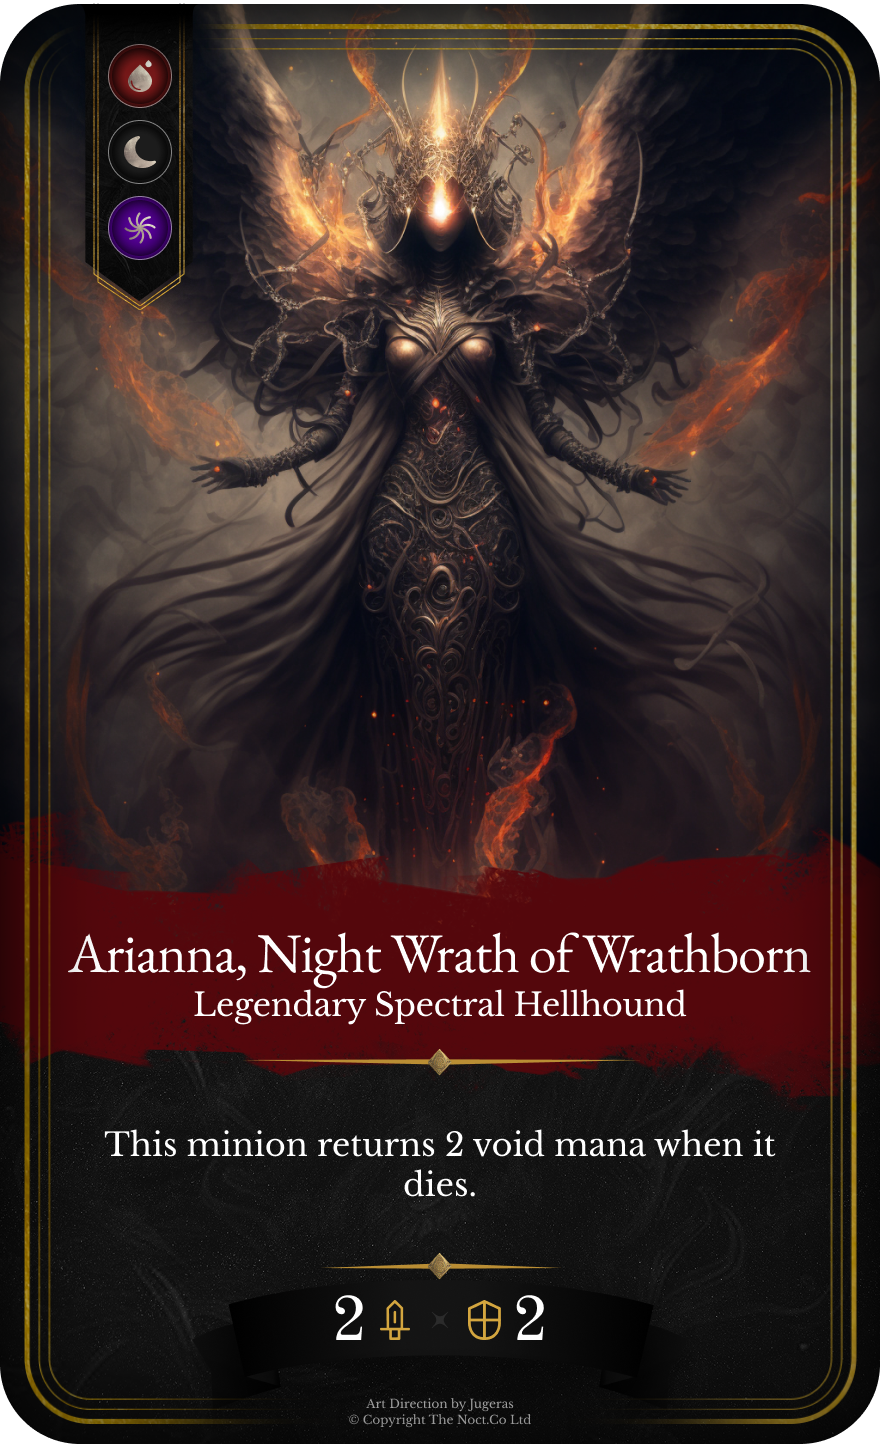 Arianna, Night Wrath of Wrathborn
Legendary Spectral Hellhound
This minion returns 2 void mana when it
dies.
2 2
Art Direction by Jugeras
© Copyright The Noct.Co Ltd